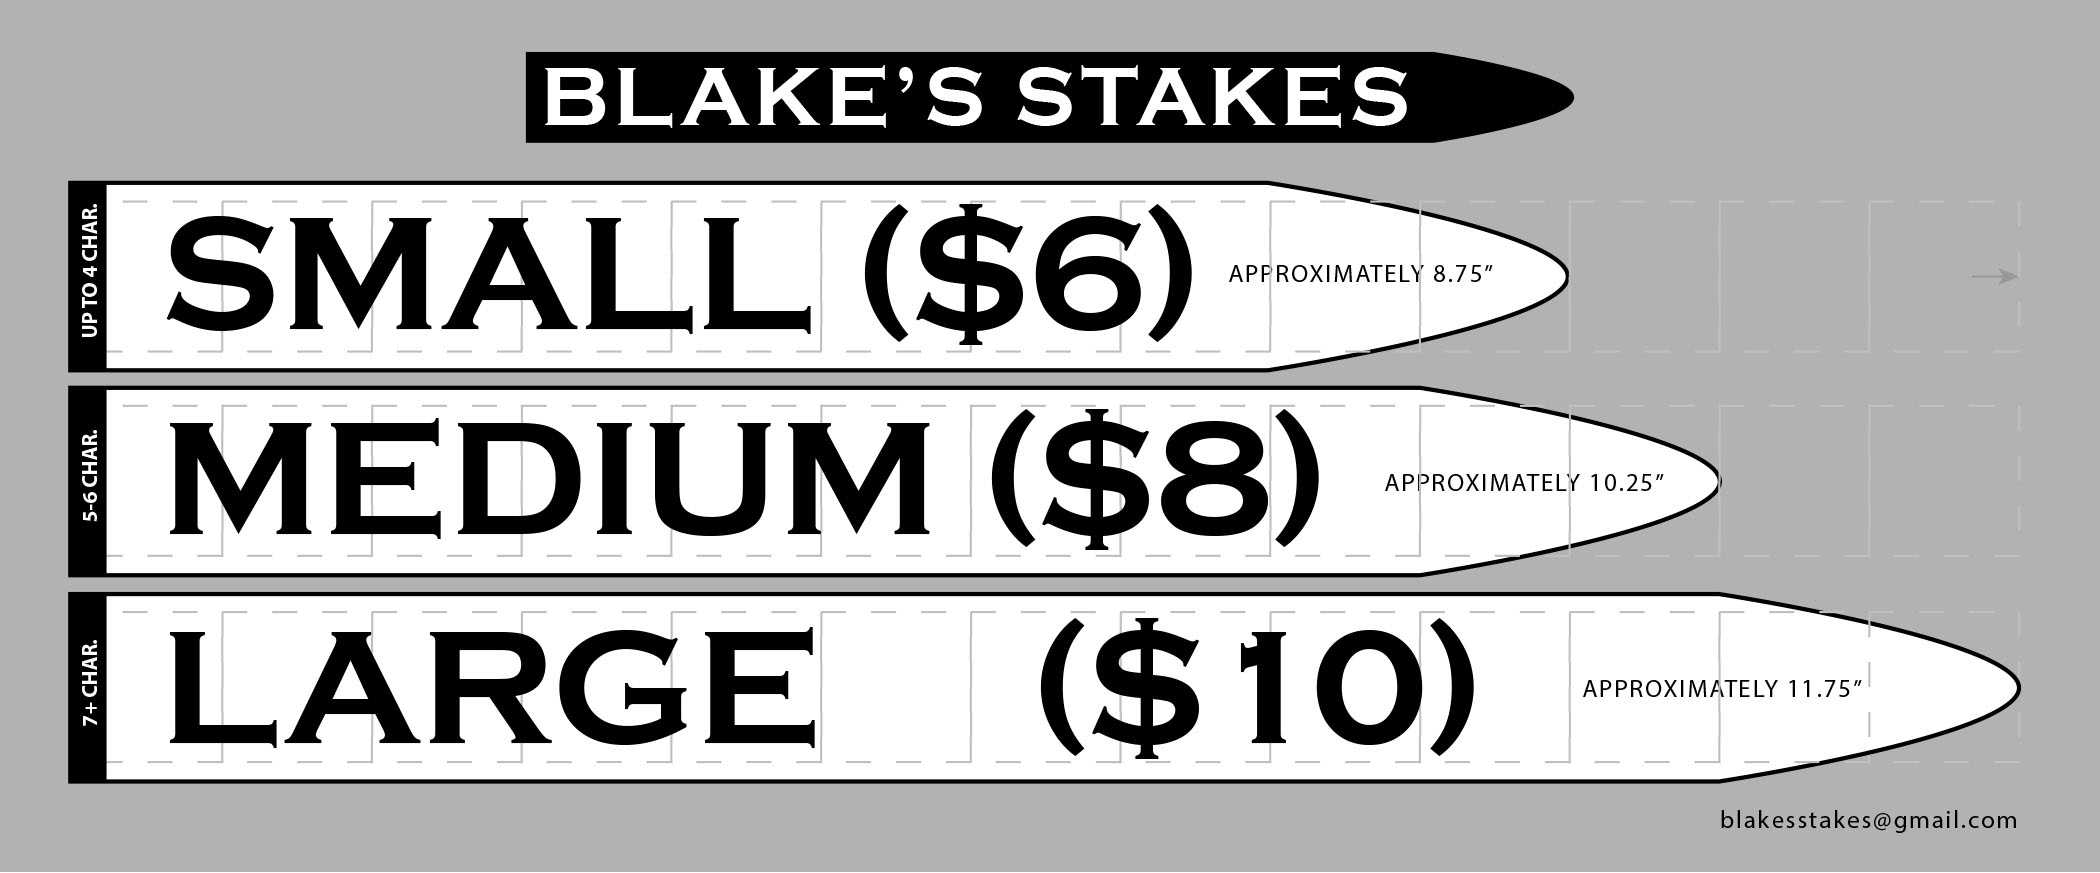 BLAKE’S STAKES
UP TO 4 CHAR.
SMALL ($6)
APPROXIMATELY 8.75”
5-6 CHAR.
MEDIUM ($8)
APPROXIMATELY 10.25”
7+ CHAR.
LARGE ($10)
APPROXIMATELY 11.75”
blakesstakes@gmail.com